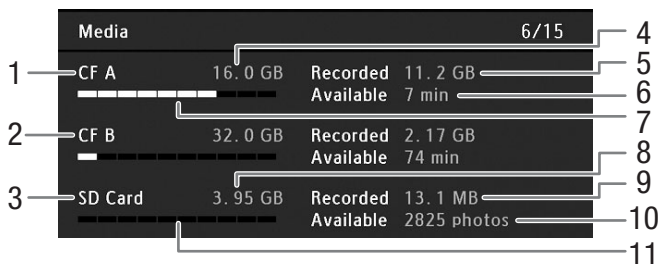 Media 6/15 4
1 CF A 16.0 GB Recorded 11.2 GB 5
Available 7 min 6
7
2 CF B 32.0 GB Recorded 2.17 GB
Available 74 min 8
3 SD Card 3.95 GB Recorded 13.1 MB 9
Available 2825 photos 10
11